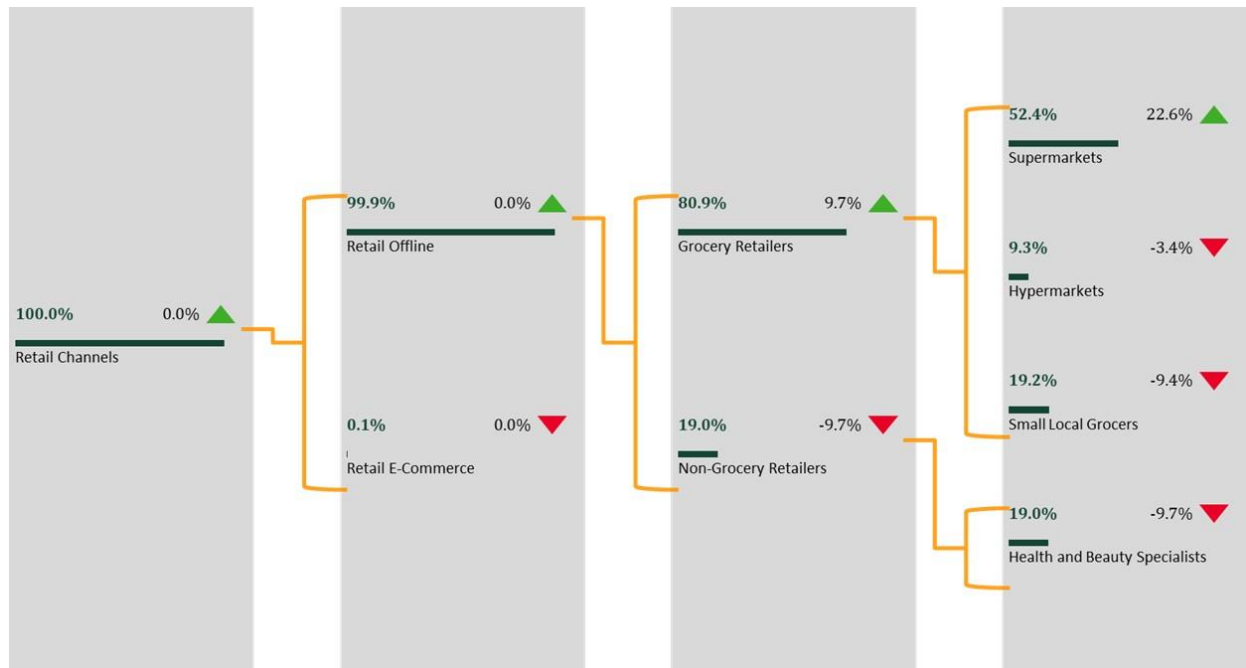 100.0% 0.0%
Retail Channels
99.9% 0.0%
Retail Offline
0.1% 0.0%
Retail E-Commerce
80.9% 9.7%
Grocery Retailers
19.0% -9.7%
Non-Grocery Retailers
52.4% 22.6%
Supermarkets
9.3% -3.4%
Hypermarkets
19.2% -9.4%
Small Local Grocers
19.0% -9.7%
Health and Beauty Specialists